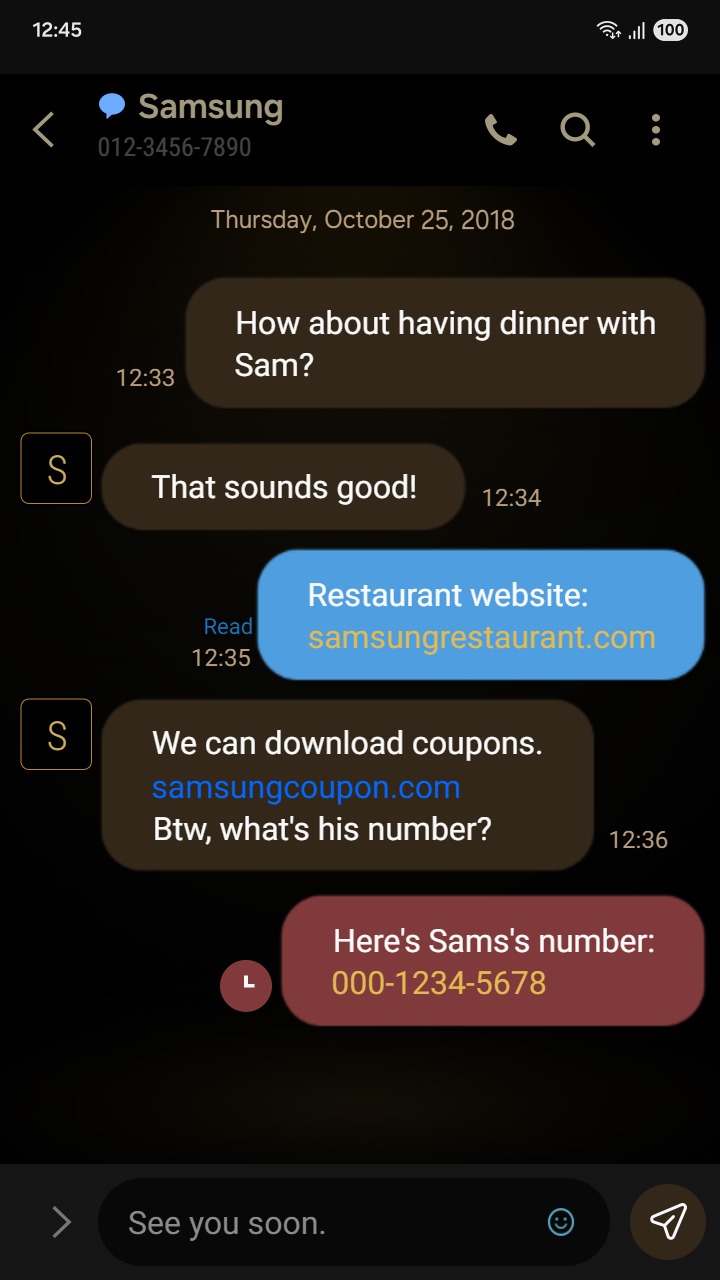 12:45
100
Samsung
012-3456-7890
Thursday, October 25, 2018
How about having dinner with
Sam?
12:33
S
That sounds good!
12:34
Restaurant website:
samsungrestaurant.com
Read
12:35
S
We can download coupons.
samsungcoupon.com
Btw, what's his number?
12:36
Here's Sams's number:
000-1234-5678
See you soon.